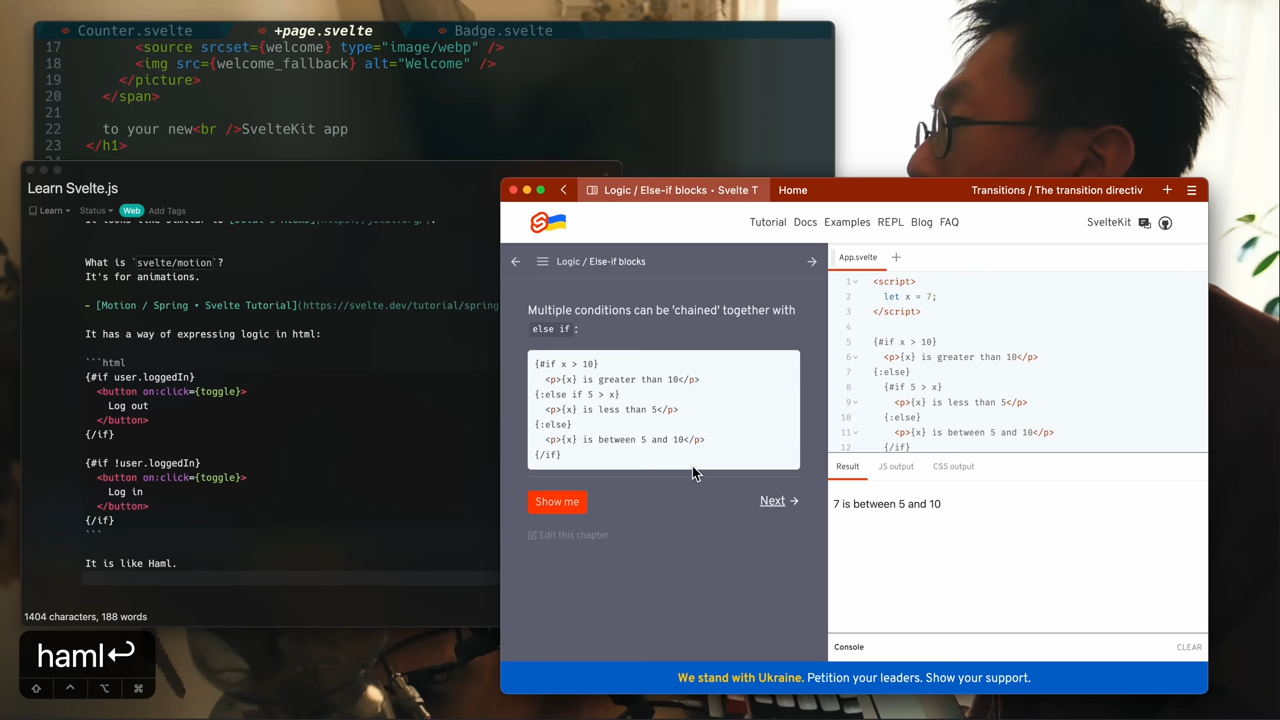 Counter.svelte
+page.svelte
Badge.svelte
17 <source srcset={welcome} type="image/webp" />
18 <img src={welcome_fallback} alt="Welcome" />
19 </picture>
20 </span>
21
22 to your new<br />SvelteKit app
23 </h1>
Learn Svelte.js
Learn
Status
Web
Add Tags
What is `svelte/motion`?
It's for animations.
- [Motion / Spring • Svelte Tutorial](https://svelte.dev/tutorial/spring
It has a way of expressing logic in html:
```html
{#if user.loggedIn}
<button on:click={toggle}>
Log out
</button>
{/if}
{#if !user.loggedIn}
<button on:click={toggle}>
Log in
</button>
{/if}
```
It is like Haml.
1404 characters, 188 words
haml
Logic / Else-if blocks • Svelte T
Home
Transitions / The transition directiv
Tutorial Docs Examples REPL Blog FAQ
SvelteKit
Logic / Else-if blocks
Multiple conditions can be 'chained' together with
else if :
{#if x > 10}
<p>{x} is greater than 10</p>
{:else if 5 > x}
<p>{x} is less than 5</p>
{:else}
<p>{x} is between 5 and 10</p>
{/if}
Show me
Next
Edit this chapter
App.svelte
1 <script>
2 let x = 7;
3 </script>
4
5 {#if x > 10}
6 <p>{x} is greater than 10</p>
7 {:else}
8 {#if 5 > x}
9 <p>{x} is less than 5</p>
10 {:else}
11 <p>{x} is between 5 and 10</p>
12 {/if}
Result
JS output
CSS output
7 is between 5 and 10
Console
CLEAR
We stand with Ukraine. Petition your leaders. Show your support.